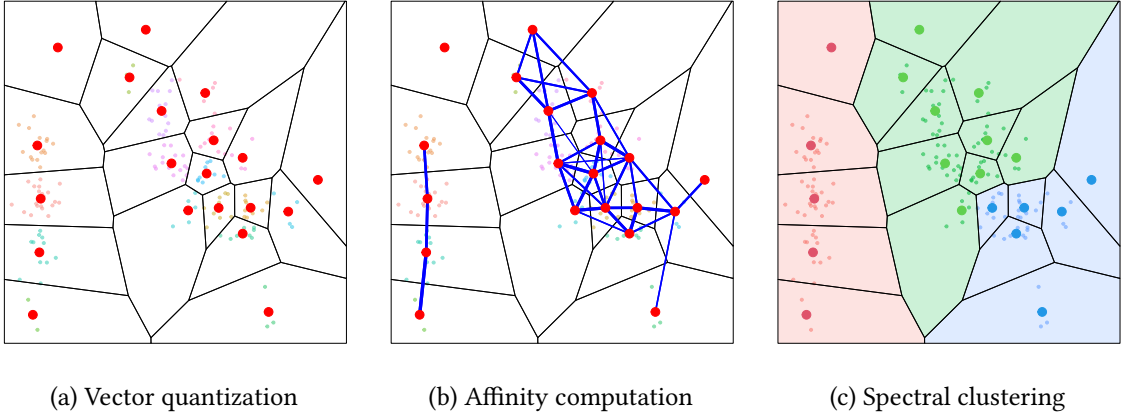 (a) Vector quantization
(b) Affinity computation
(c) Spectral clustering